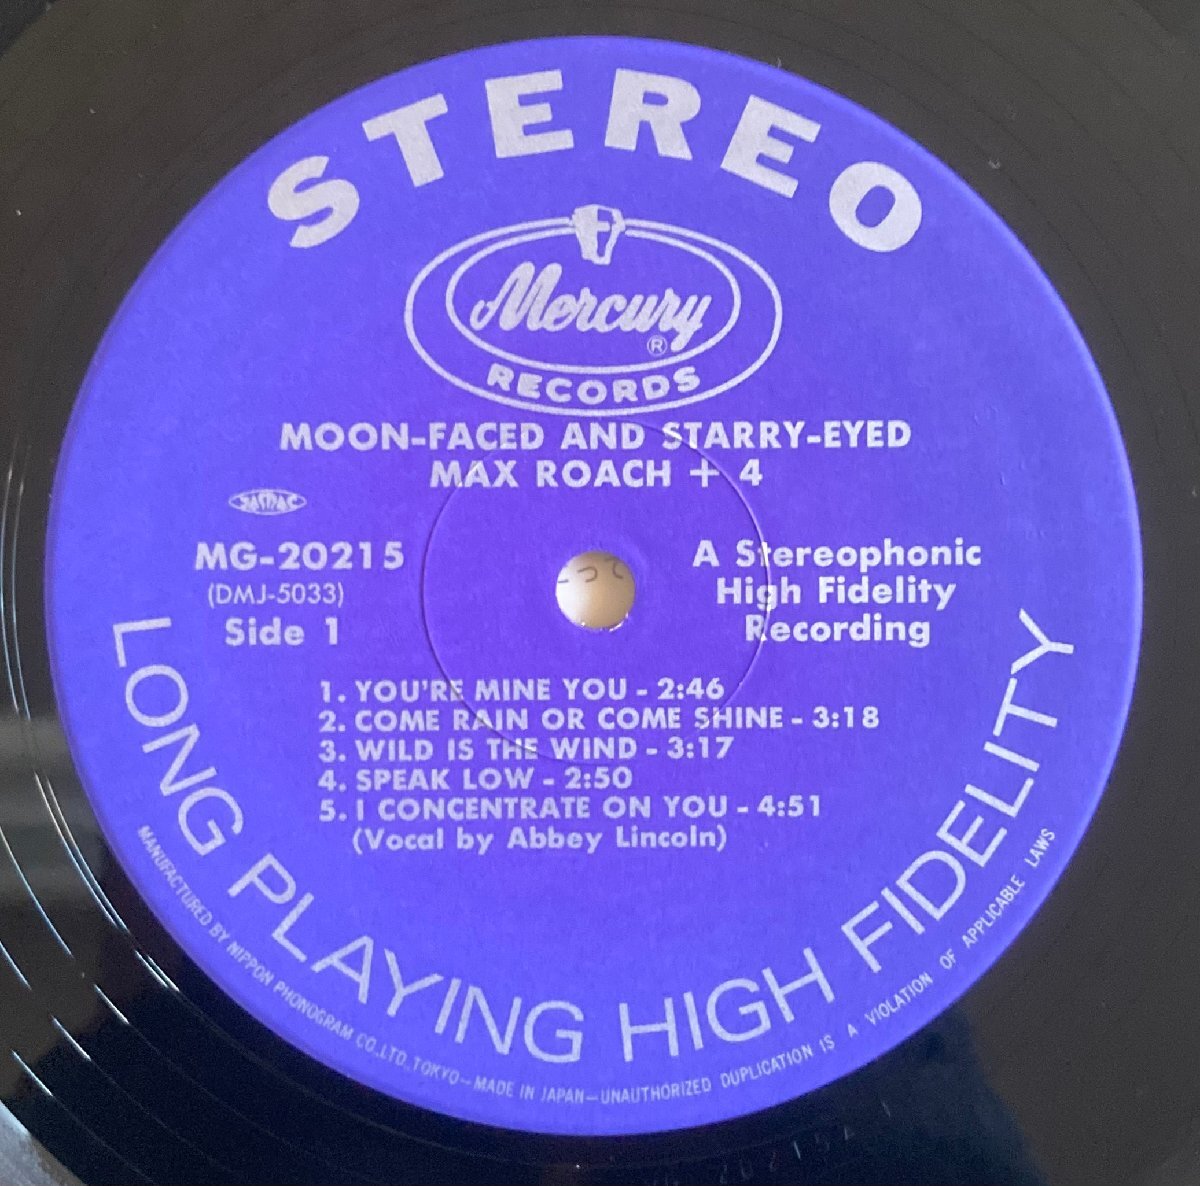 STEREO
Mercury
®
RECORDS
MOON-FACED AND STARRY-EYED
MAX ROACH + 4
JASRAC
MG-20215
(DMJ-5033)
Side 1
A Stereophonic
High Fidelity
Recording
って
1. YOU'RE MINE YOU - 2:46
2. COME RAIN OR COME SHINE - 3:18
3. WILD IS THE WIND - 3:17
4. SPEAK LOW - 2:50
5. I CONCENTRATE ON YOU - 4:51
(Vocal by Abbey Lincoln)
LONG PLAYING HIGH FIDELITY
MANUFACTURED BY NIPPON PHONOGRAM CO.,LTD.,TOKYO—MADE IN JAPAN—UNAUTHORIZED DUPLICATION IS A VIOLATION OF APPLICABLE LAWS